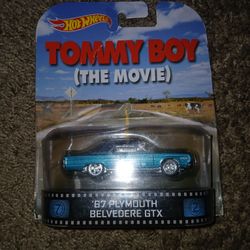 Hot Wheels
TOMMY BOY
(THE MOVIE)
'67 PLYMOUTH
BELVEDERE GTX